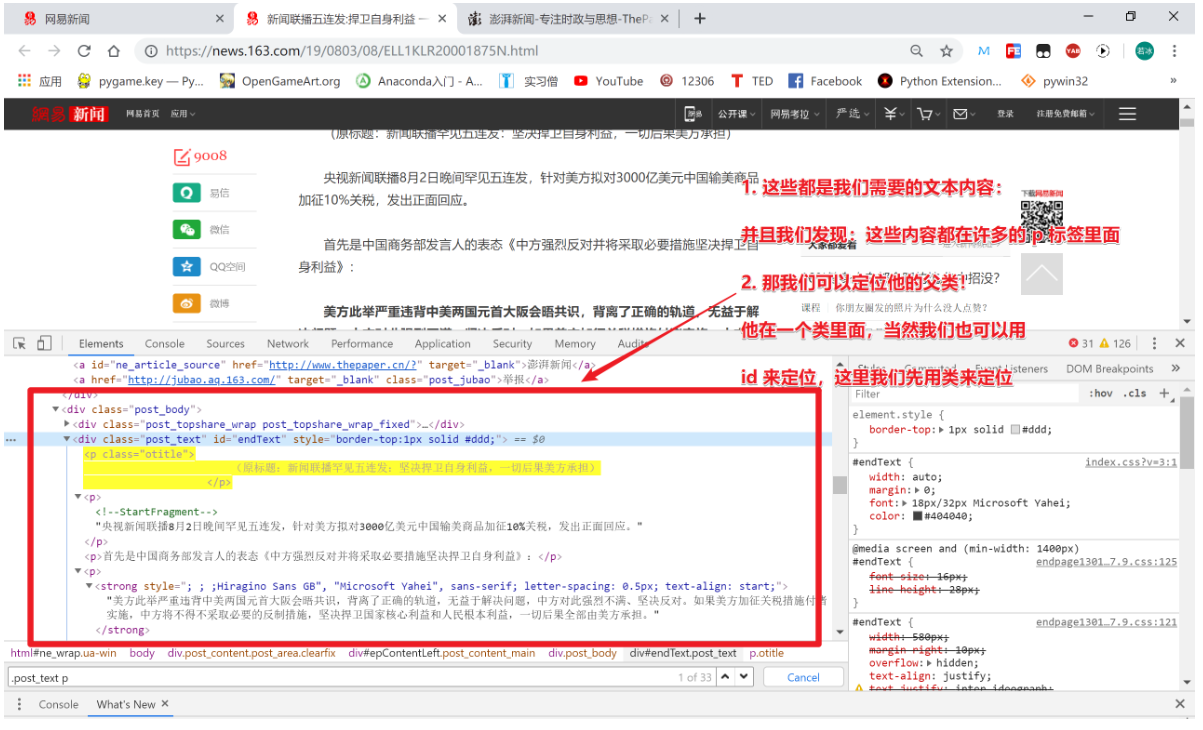 网易新闻
新闻联播五连发:捍卫自身利益 —
澎湃新闻-专注时政与思想-ThePa
https://news.163.com/19/0803/08/ELL1KLR20001875N.html
应用 pygame.key — Py... OpenGameArt.org Anaconda入门 - A... 实习僧 YouTube 12306 TED Facebook Python Extension... pywin32 »
網易 新闻 网易首页 应用 公开课 网易考拉 严选 登录 注册免费邮箱
(原标题：新闻联播罕见五连发：坚决捍卫自身利益，一切后果美方承担)
9008
易信
微信
QQ空间
微博
央视新闻联播8月2日晚间罕见五连发，针对美方拟对3000亿美元中国输美商品
加征10%关税，发出正面回应。
首先是中国商务部发言人的表态《中方强烈反对并将采取必要措施坚决捍卫自
身利益》:
美方此举严重违背中美两国元首大阪会晤共识，背离了正确的轨道，无益于解
1. 这些都是我们需要的文本内容：
下载网易新闻
并且我们发现：这些内容都在许多的 p 标签里面
大家都爱看
2. 那我们可以定位他的父类！
中招没?
课程 你朋友圈发的照片为什么没人点赞?
他在一个类里面，当然我们也可以用
id 来定位，这里我们先用类来定位
Elements Console Sources Network Performance Application Security Memory Audits 31 126
<a id="ne_article_source" href="http://www.thepaper.cn/?" target="_blank">澎湃新闻</a>
<a href="http://jubao.aq.163.com/" target="_blank" class="post_jubao">举报</a>
</div>
▼<div class="post_body">
▶<div class="post_topshare_wrap post_topshare_wrap_fixed">…</div>
▼<div class="post_text" id="endText" style="border-top:1px solid #ddd;"> == $0
<p class="otitle">
(原标题：新闻联播罕见五连发：坚决捍卫自身利益，一切后果美方承担)
</p>
▼<p>
<!--StartFragment-->
"央视新闻联播8月2日晚间罕见五连发，针对美方拟对3000亿美元中国输美商品加征10%关税，发出正面回应。"
</p>
<p>首先是中国商务部发言人的表态《中方强烈反对并将采取必要措施坚决捍卫自身利益》：</p>
▼<p>
▼<strong style="; ; ;Hiragino Sans GB", "Microsoft Yahei", sans-serif; letter-spacing: 0.5px; text-align: start;">
"美方此举严重违背中美两国元首大阪会晤共识，背离了正确的轨道，无益于解决问题，中方对此强烈不满、坚决反对。如果美方加征关税措施付诸
实施，中方将不得不采取必要的反制措施，坚决捍卫国家核心利益和人民根本利益，一切后果全部由美方承担。"
</strong>
html#ne_wrap.ua-win body div.post_content.post_area.clearfix div#epContentLeft.post_content_main div.post_body div#endText.post_text p.otitle
.post_text p 1 of 33 Cancel
Console What's New ×
Styles Computed Event Listeners DOM Breakpoints »
Filter :hov .cls +
element.style {
border-top: ▶ 1px solid #ddd;
}
#endText { index.css?v=3:1
width: auto;
margin: ▶ 0;
font: ▶ 18px/32px Microsoft Yahei;
color: #404040;
}
@media screen and (min-width: 1400px)
#endText { endpage1301…7.9.css:125
font-size: 16px;
line-height: 28px;
}
#endText { endpage1301…7.9.css:121
width: 580px;
margin-right: 10px;
overflow: ▶ hidden;
text-align: justify;
text-justify: inter-ideograph;